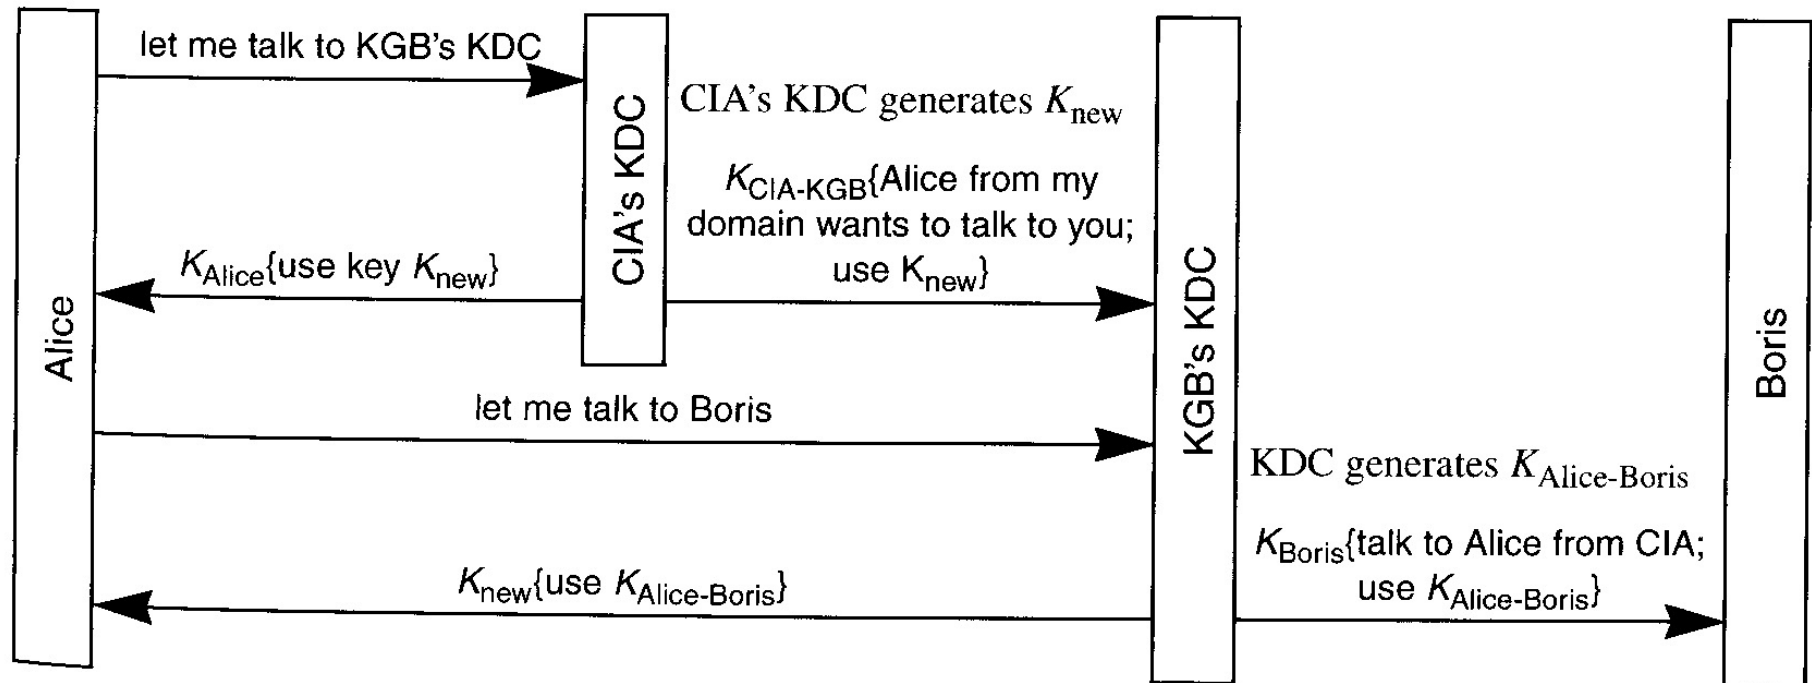 let me talk to KGB's KDC
CIA's KDC generates Knew
KCIA-KGB{Alice from my
domain wants to talk to you;
use Knew}
KAlice{use key Knew}
CIA's KDC
Alice
KGB's KDC
Boris
let me talk to Boris
KDC generates KAlice-Boris
KBoris{talk to Alice from CIA;
use KAlice-Boris}
Knew{use KAlice-Boris}